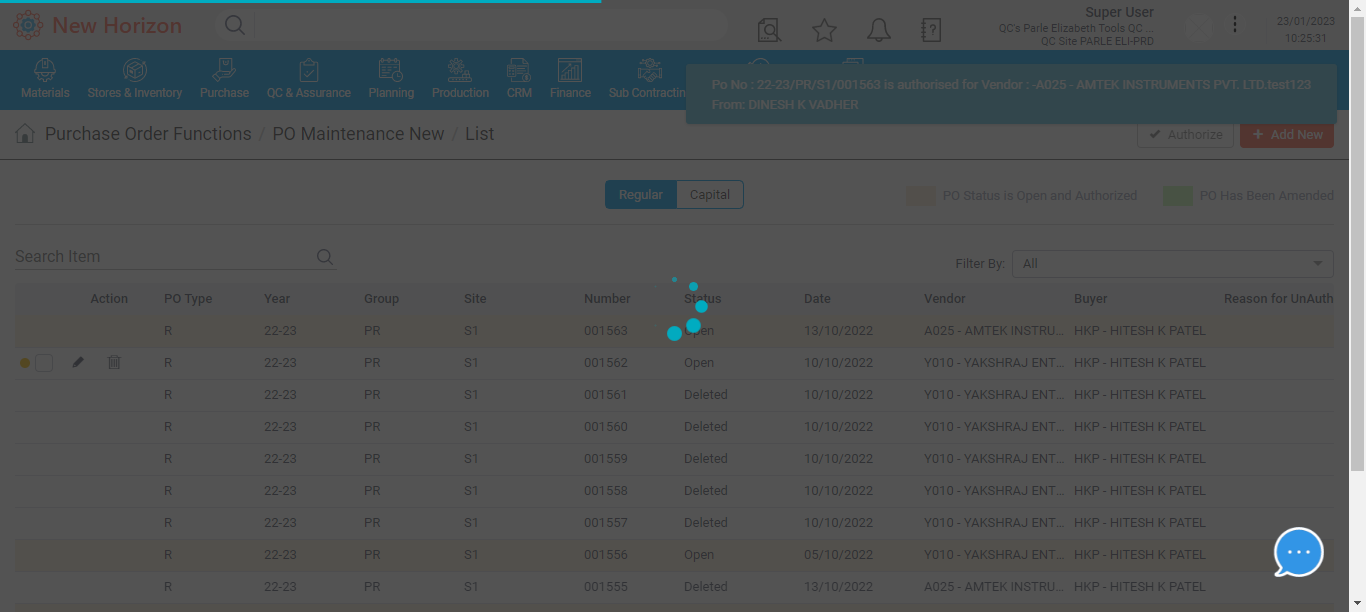 New Horizon
Super User
QC's Parle Elizabeth Tools QC ...
QC Site PARLE ELI-PRD
23/01/2023
10:25:31
Materials Stores & Inventory Purchase QC & Assurance Planning Production CRM Finance Sub Contractin
Po No : 22-23/PR/S1/001563 is authorised for Vendor : -A025 - AMTEK INSTRUMENTS PVT. LTD.test123
From: DINESH K VADHER
Purchase Order Functions / PO Maintenance New / List
Authorize + Add New
Regular Capital PO Status is Open and Authorized PO Has Been Amended
Search Item
Filter By: All
Action PO Type Year Group Site Number Status Date Vendor Buyer Reason for UnAuth
R 22-23 PR S1 001563 Open 13/10/2022 A025 - AMTEK INSTRU... HKP - HITESH K PATEL
R 22-23 PR S1 001562 Open 10/10/2022 Y010 - YAKSHRAJ ENT... HKP - HITESH K PATEL
R 22-23 PR S1 001561 Deleted 10/10/2022 Y010 - YAKSHRAJ ENT... HKP - HITESH K PATEL
R 22-23 PR S1 001560 Deleted 10/10/2022 Y010 - YAKSHRAJ ENT... HKP - HITESH K PATEL
R 22-23 PR S1 001559 Deleted 10/10/2022 Y010 - YAKSHRAJ ENT... HKP - HITESH K PATEL
R 22-23 PR S1 001558 Deleted 10/10/2022 Y010 - YAKSHRAJ ENT... HKP - HITESH K PATEL
R 22-23 PR S1 001557 Deleted 10/10/2022 Y010 - YAKSHRAJ ENT... HKP - HITESH K PATEL
R 22-23 PR S1 001556 Open 05/10/2022 Y010 - YAKSHRAJ ENT... HKP - HITESH K PATEL
R 22-23 PR S1 001555 Deleted 13/10/2022 A025 - AMTEK INSTRU... HKP - HITESH K PATEL